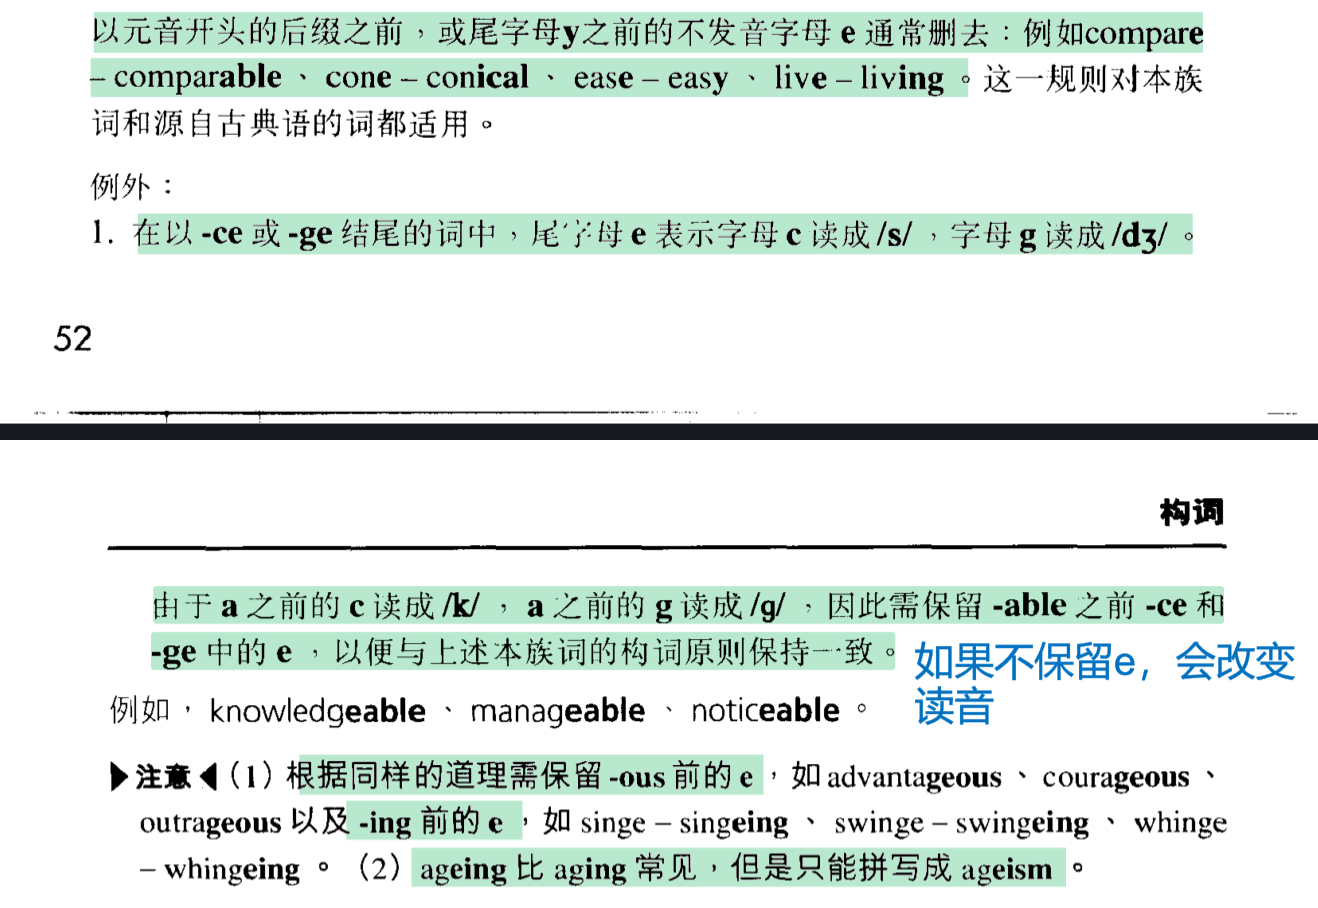 以元音开头的后缀之前，或尾字母y之前的不发音字母 e 通常删去：例如compare
– comparable 、 cone – conical 、 ease – easy 、 live – living 。这一规则对本族
词和源自古典语的词都适用。
例外：
1. 在以 -ce 或 -ge 结尾的词中，尾字母 e 表示字母 c 读成 /s/ ，字母 g 读成 /dʒ/ 。
52
构词
由于 a 之前的 c 读成 /k/ ， a 之前的 g 读成 /g/ ，因此需保留 -able 之前 -ce 和
-ge 中的 e ，以便与上述本族词的构词原则保持一致。
如果不保留e，会改变
读音
例如， knowledgeable 、 manageable 、 noticeable 。
▶注意◀（1）根据同样的道理需保留 -ous 前的 e ，如 advantageous 、 courageous 、
outrageous 以及 -ing 前的 e ，如 singe – singeing 、 swinge – swingeing 、 whinge
– whingeing 。（2） ageing 比 aging 常见，但是只能拼写成 ageism 。